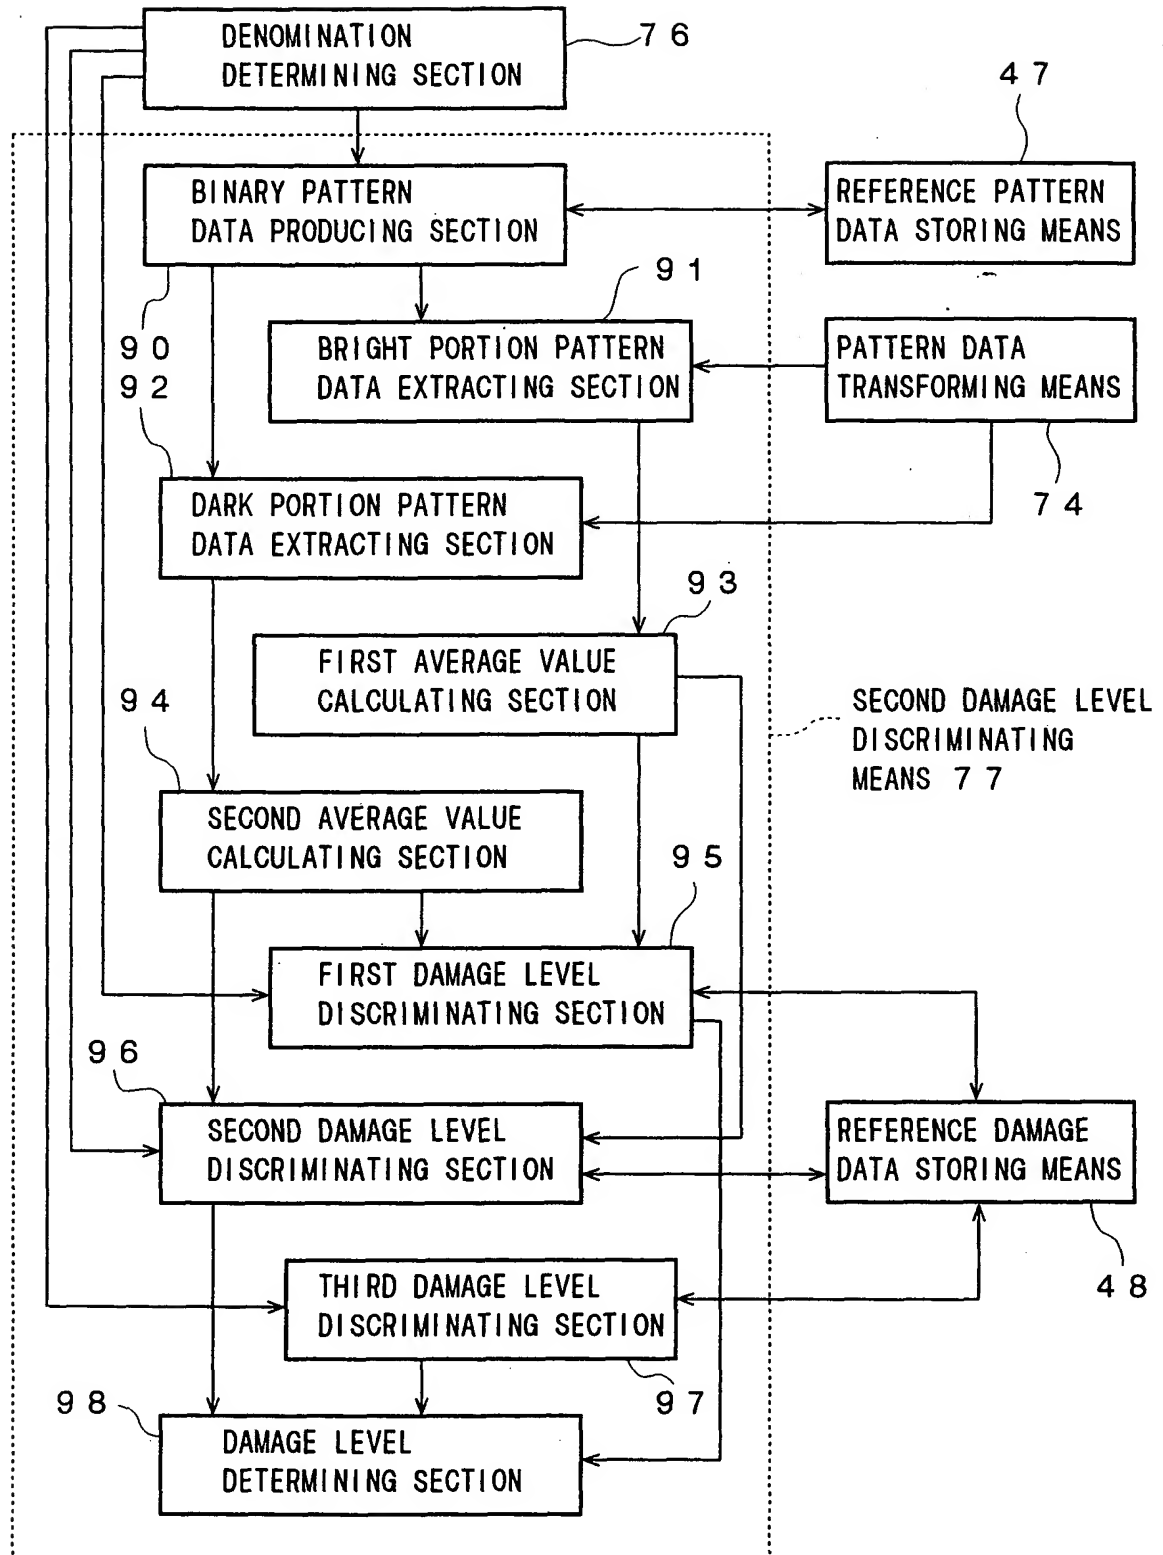 DENOMINATION
DETERMINING SECTION
76
47
BINARY PATTERN
DATA PRODUCING SECTION
REFERENCE PATTERN
DATA STORING MEANS
91
90
92
BRIGHT PORTION PATTERN
DATA EXTRACTING SECTION
PATTERN DATA
TRANSFORMING MEANS
74
DARK PORTION PATTERN
DATA EXTRACTING SECTION
93
FIRST AVERAGE VALUE
CALCULATING SECTION
94
SECOND DAMAGE LEVEL
DISCRIMINATING
MEANS 77
SECOND AVERAGE VALUE
CALCULATING SECTION
95
FIRST DAMAGE LEVEL
DISCRIMINATING SECTION
96
SECOND DAMAGE LEVEL
DISCRIMINATING SECTION
REFERENCE DAMAGE
DATA STORING MEANS
48
THIRD DAMAGE LEVEL
DISCRIMINATING SECTION
97
98
DAMAGE LEVEL
DETERMINING SECTION